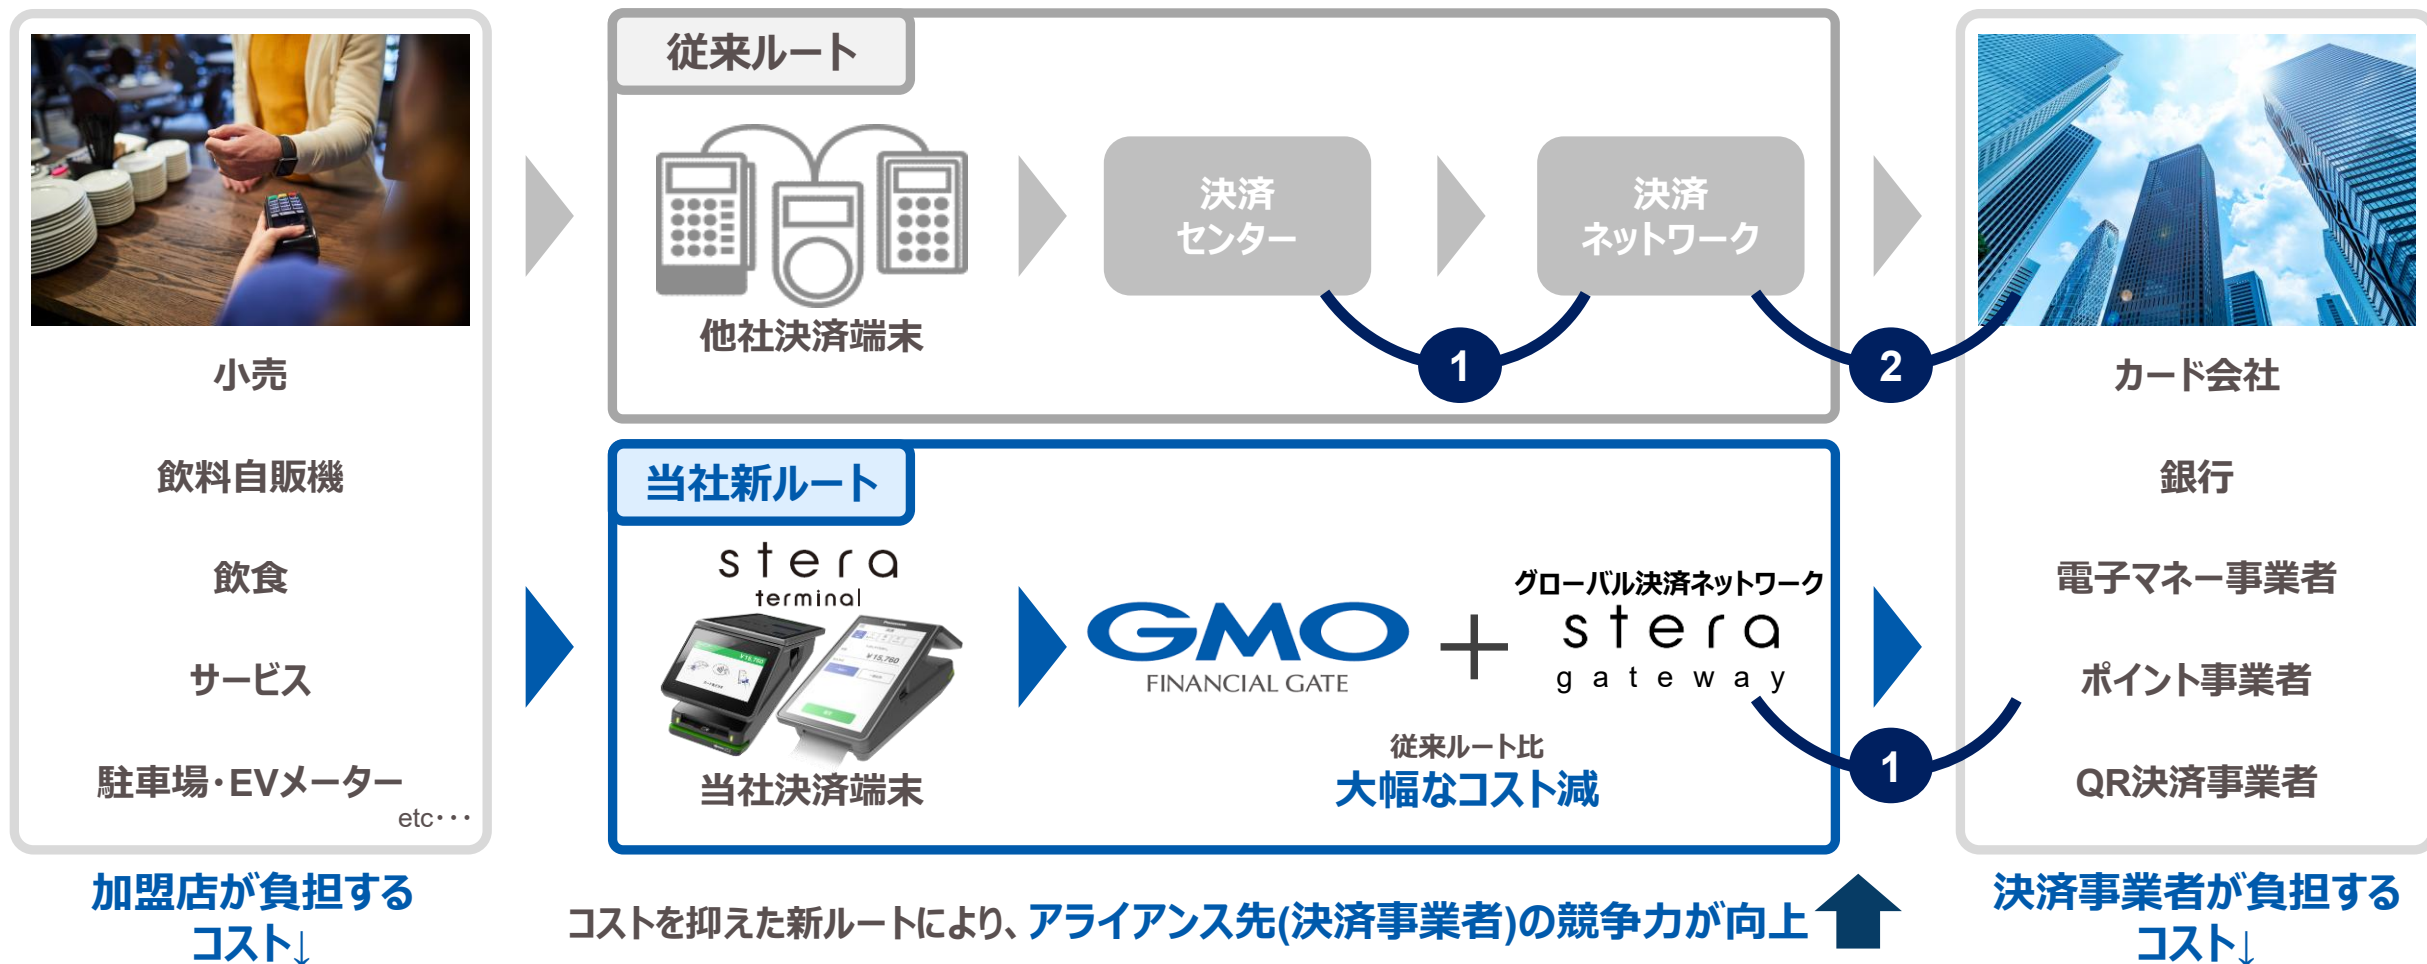 小売
飲料自販機
飲食
サービス
駐車場・EVメーター
etc・・・
加盟店が負担する
コスト↓
従来ルート
他社決済端末
決済
センター
決済
ネットワーク
1
2
当社新ルート
stera
terminal
¥15,760
¥15,760
当社決済端末
GMO
FINANCIAL GATE
+
グローバル決済ネットワーク
stera
gateway
従来ルート比
大幅なコスト減
1
コストを抑えた新ルートにより、アライアンス先(決済事業者)の競争力が向上
カード会社
銀行
電子マネー事業者
ポイント事業者
QR決済事業者
決済事業者が負担する
コスト↓